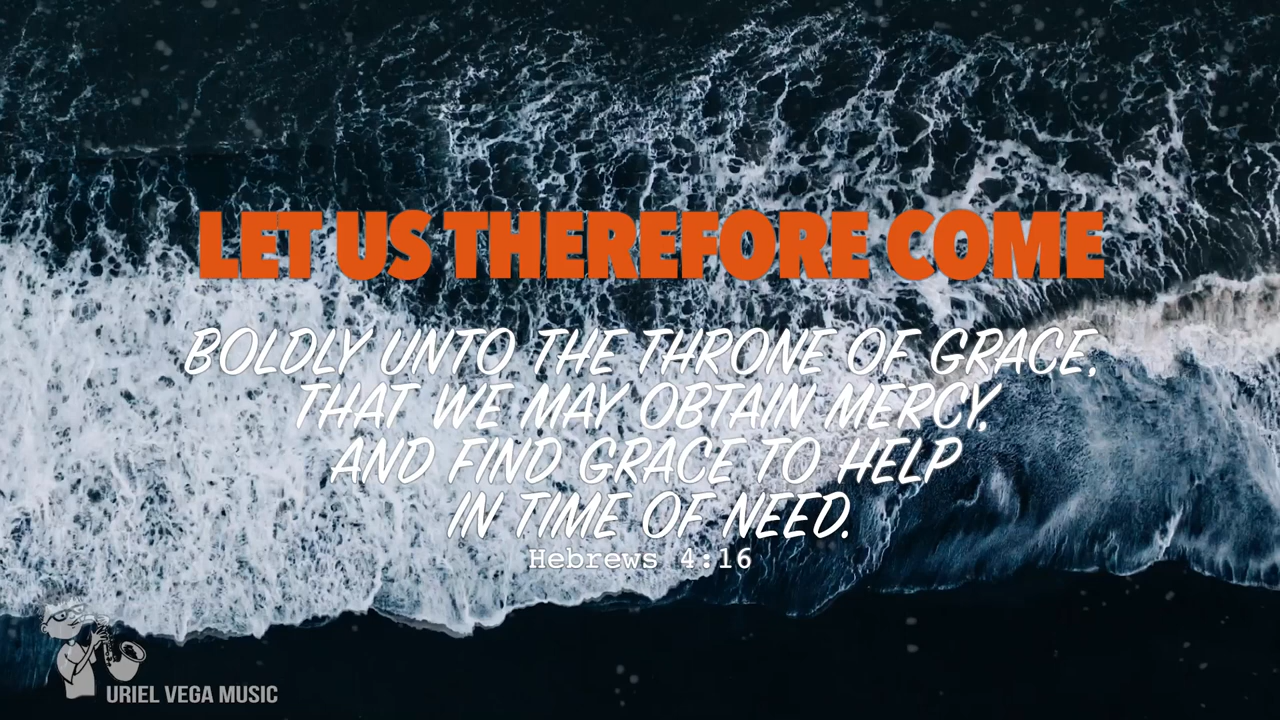 LET US THEREFORE COME
BOLDLY UNTO THE THRONE OF GRACE,
THAT WE MAY OBTAIN MERCY,
AND FIND GRACE TO HELP
IN TIME OF NEED.
Hebrews 4:16
URIEL VEGA MUSIC